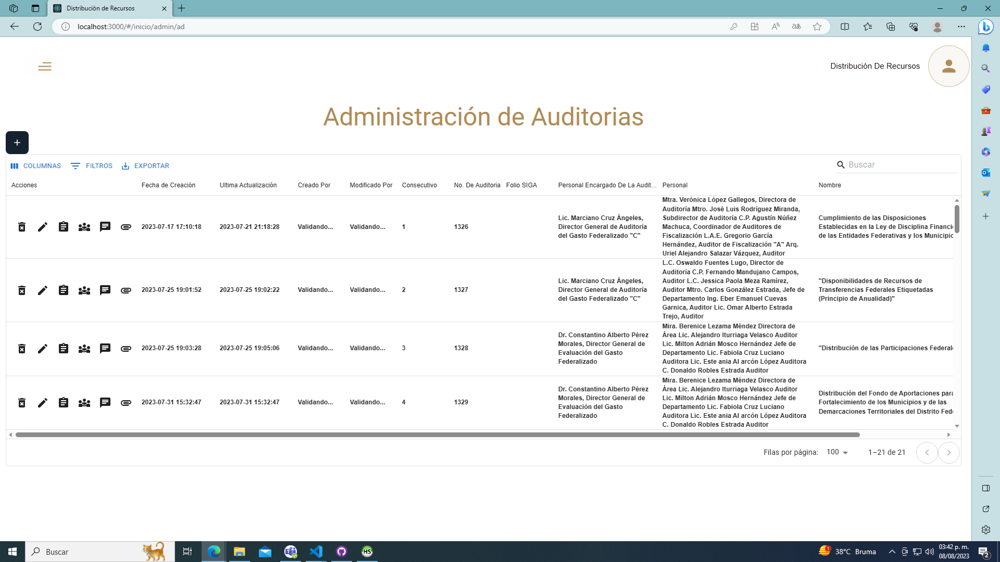 Distribución de Recursos
localhost:3000/#/inicio/admin/ad
Distribución De Recursos
Administración de Auditorias
+
COLUMNAS FILTROS EXPORTAR
Buscar
Acciones Fecha de Creación Ultima Actualización Creado Por Modificado Por Consecutivo No. De Auditoria Folio SIGA Personal Encargado De La Audit... Personal Nombre
2023-07-17 17:10:18 2023-07-21 21:18:28 Validando... Validando... 1 1326
Lic. Marciano Cruz Ángeles,
Director General de Auditoría
del Gasto Federalizado "C"
Mtra. Verónica López Gallegos, Directora de
Auditoría Mtro. José Luis Rodríguez Miranda,
Subdirector de Auditoría C.P. Agustín Núñez
Machuca, Coordinador de Auditores de
Fiscalización L.A.E. Gregorio García
Hernández, Auditor de Fiscalización "A" Arq.
Uriel Alejandro Salazar Vázquez, Auditor
Cumplimiento de las Disposiciones
Establecidas en la Ley de Disciplina Financi
de las Entidades Federativas y los Municipio
2023-07-25 19:01:52 2023-07-25 19:02:22 Validando... Validando... 2 1327
Lic. Marciano Cruz Ángeles,
Director General de Auditoría
del Gasto Federalizado "C"
L.C. Oswaldo Fuentes Lugo, Director de
Auditoría C.P. Fernando Mandujano Campos,
Auditor L.C. Jessica Paola Meza Ramírez,
Auditor Mtro. Carlos González Estrada, Jefe de
Departamento Ing. Eber Emanuel Cuevas
Garnica, Auditor Lic. Omar Alberto Estrada
Trejo, Auditor
"Disponibilidades de Recursos de
Transferencias Federales Etiquetadas
(Principio de Anualidad)"
2023-07-25 19:03:28 2023-07-25 19:05:06 Validando... Validando... 3 1328
Dr. Constantino Alberto Pérez
Morales, Director General de
Evaluación del Gasto
Federalizado
Mira. Berenice Lezama Méndez Directora de
Área Lic. Alejandro Iturriaga Velasco Auditor
Lic. Milton Adrián Mosco Hernández Jefe de
Departamento Lic. Fabiola Cruz Luciano
Auditora Lic. Este ania Al arcón López Auditora
C. Donaldo Robles Estrada Auditor
"Distribución de las Participaciones Federal
2023-07-31 15:32:47 2023-07-31 15:32:47 Validando... Validando... 4 1329
Dr. Constantino Alberto Pérez
Morales, Director General de
Evaluación del Gasto
Federalizado
Mira. Berenice Lezama Méndez Directora de
Área Lic. Alejandro Iturriaga Velasco Auditor
Lic. Milton Adrián Mosco Hernández Jefe de
Departamento Lic. Fabiola Cruz Luciano
Auditora Lic. Este ania Al arcón López Auditora
C. Donaldo Robles Estrada Auditor
Distribución del Fondo de Aportaciones para
Fortalecimiento de los Municipios y de las
Demarcaciones Territoriales del Distrito Fed
Filas por página: 100 1–21 de 21
Buscar
HS
1
38°C Bruma
03:42 p. m.
08/08/2023
2